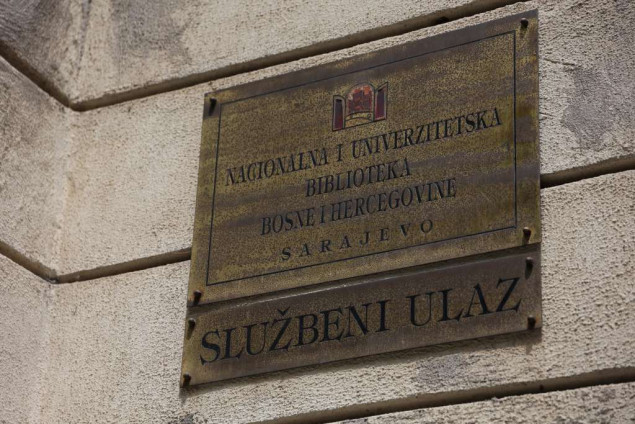 NACIONALNA I UNIVERZITETSKA
BIBLIOTEKA
BOSNE I HERCEGOVINE
SARAJEVO
SLUŽBENI ULAZ